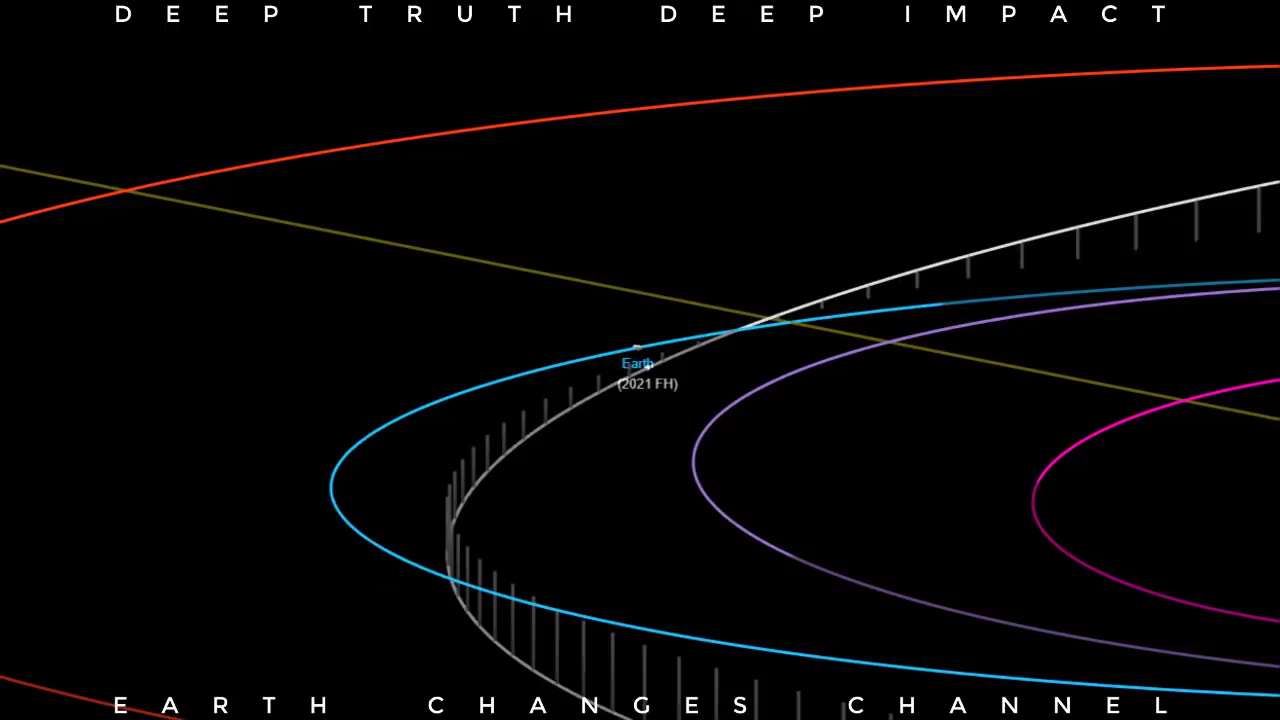 DEEP TRUTH DEEP IMPACT
Earth
(2021 FH)
EARTH CHANGES CHANNEL